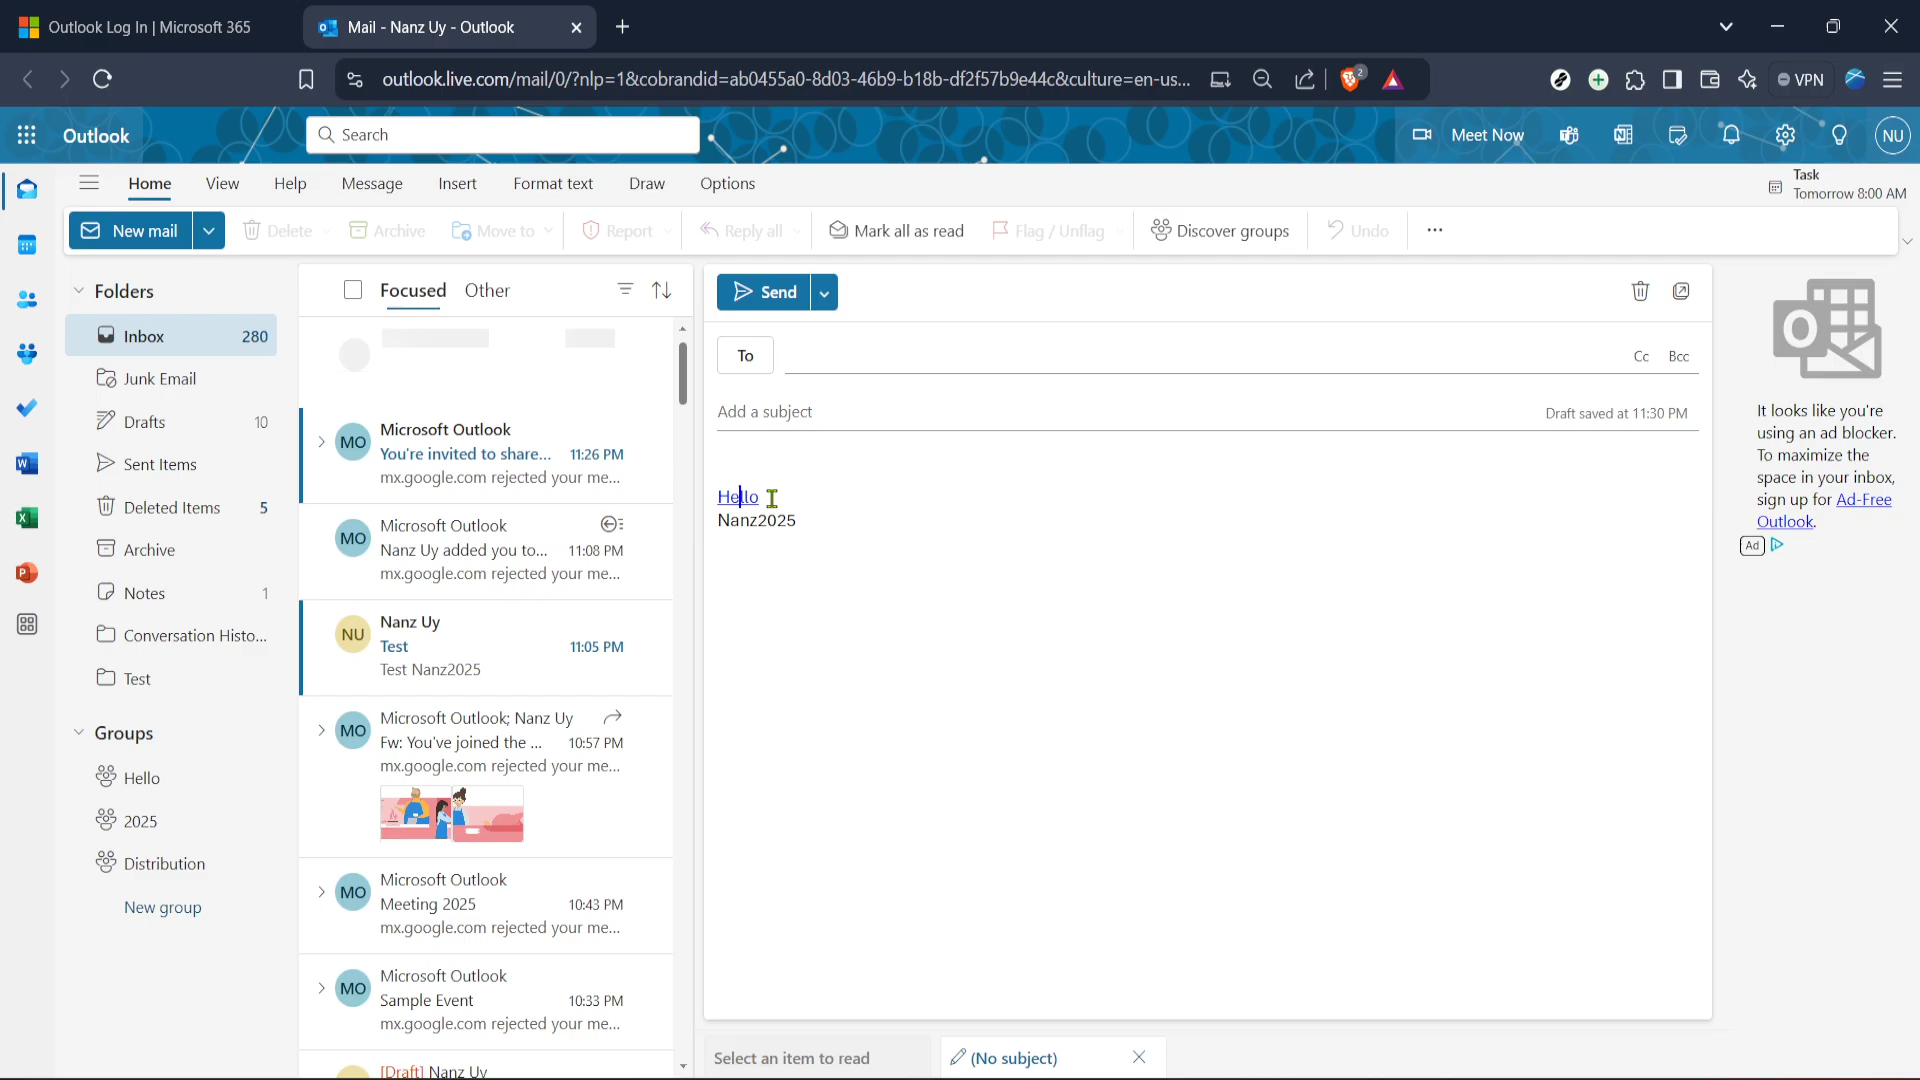 Outlook Log In | Microsoft 365
Mail - Nanz Uy - Outlook
outlook.live.com/mail/0/?nlp=1&cobrandid=ab0455a0-8d03-46b9-b18b-df2f57b9e44c&culture=en-us...
2
VPN
Outlook
Search
Meet Now
NU
Home
View
Help
Message
Insert
Format text
Draw
Options
Task
Tomorrow 8:00 AM
New mail
Delete
Archive
Move to
Report
Reply all
Mark all as read
Flag / Unflag
Discover groups
Undo
Folders
Inbox 280
Junk Email
Drafts 10
Sent Items
Deleted Items 5
Archive
Notes 1
Conversation Histo...
Test
Groups
Hello
2025
Distribution
New group
Focused
Other
MO
Microsoft Outlook
You're invited to share... 11:26 PM
mx.google.com rejected your me...
MO
Microsoft Outlook
Nanz Uy added you to... 11:08 PM
mx.google.com rejected your me...
NU
Nanz Uy
Test 11:05 PM
Test Nanz2025
MO
Microsoft Outlook; Nanz Uy
Fw: You've joined the ... 10:57 PM
mx.google.com rejected your me...
MO
Microsoft Outlook
Meeting 2025 10:43 PM
mx.google.com rejected your me...
MO
Microsoft Outlook
Sample Event 10:33 PM
mx.google.com rejected your me...
[Draft] Nanz Uy
Send
To
Cc
Bcc
Add a subject
Draft saved at 11:30 PM
Hello
Nanz2025
Select an item to read
(No subject)
It looks like you're
using an ad blocker.
To maximize the
space in your inbox,
sign up for Ad-Free
Outlook.
Ad